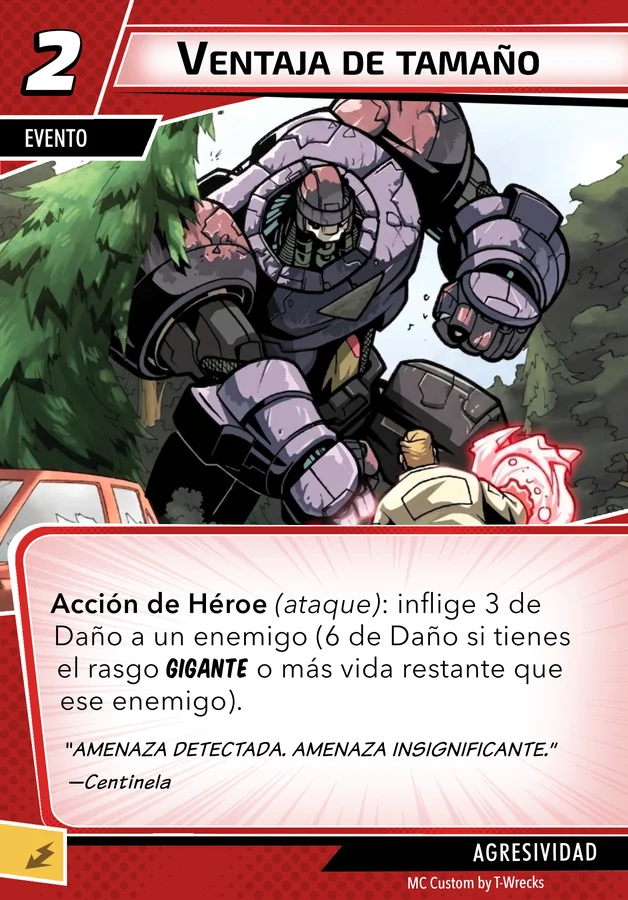 2
VENTAJA DE TAMAÑO
EVENTO
Acción de Héroe (ataque): inflige 3 de
Daño a un enemigo (6 de Daño si tienes
el rasgo GIGANTE o más vida restante que
ese enemigo).
"AMENAZA DETECTADA. AMENAZA INSIGNIFICANTE."
—Centinela
AGRESIVIDAD
MC Custom by T-Wrecks